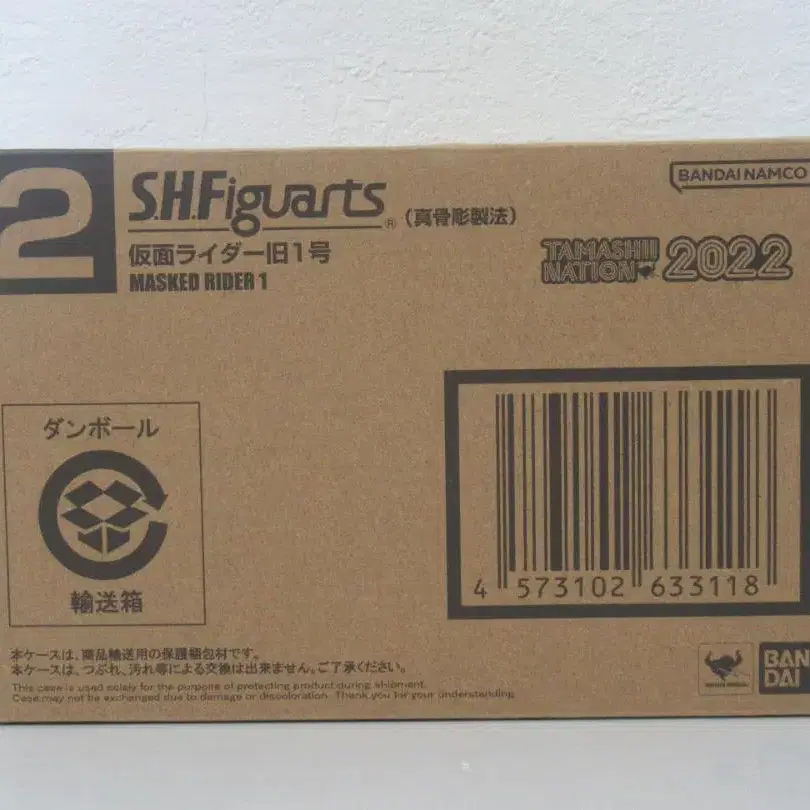 2
S.H.Figuarts® (真骨彫製法)
仮面ライダー旧1号
MASKED RIDER 1
BANDAI NAMCO
TAMASHII NATION 2022
ダンボール
輸送箱
4 573102 633118
本ケースは、商品輸送用の保護梱包材です。
本ケースは、つぶれ、汚れ等による交換は出来ません。ご了承ください。
This case is used solely for the purpose of protecting product during shipment.
Case may not be exchanged due to damage or discoloration. Thank you for your understanding.
BAN
DAI